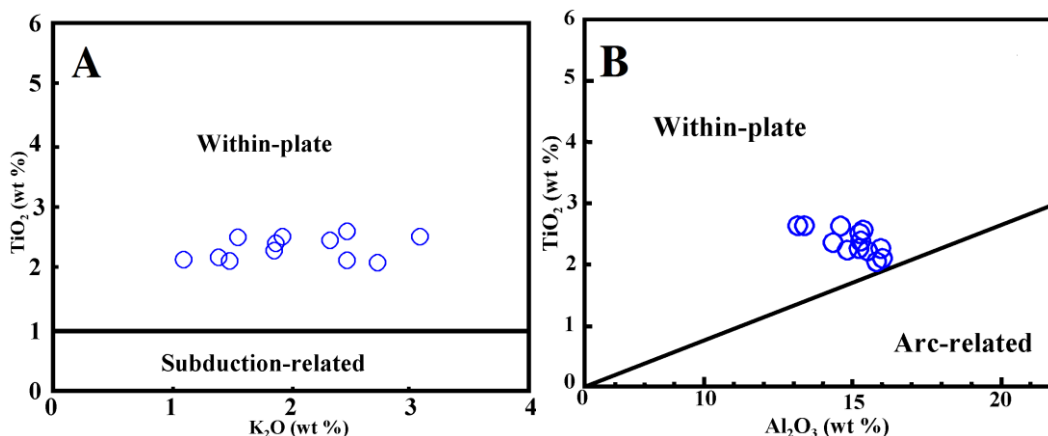 A
6
5
4
3
2
1
0
TiO₂ (wt %)
Within-plate
Subduction-related
0
1
2
3
4
K₂O (wt %)
B
6
5
4
3
2
1
0
TiO₂ (wt %)
Within-plate
Arc-related
0
10
15
20
Al₂O₃ (wt %)